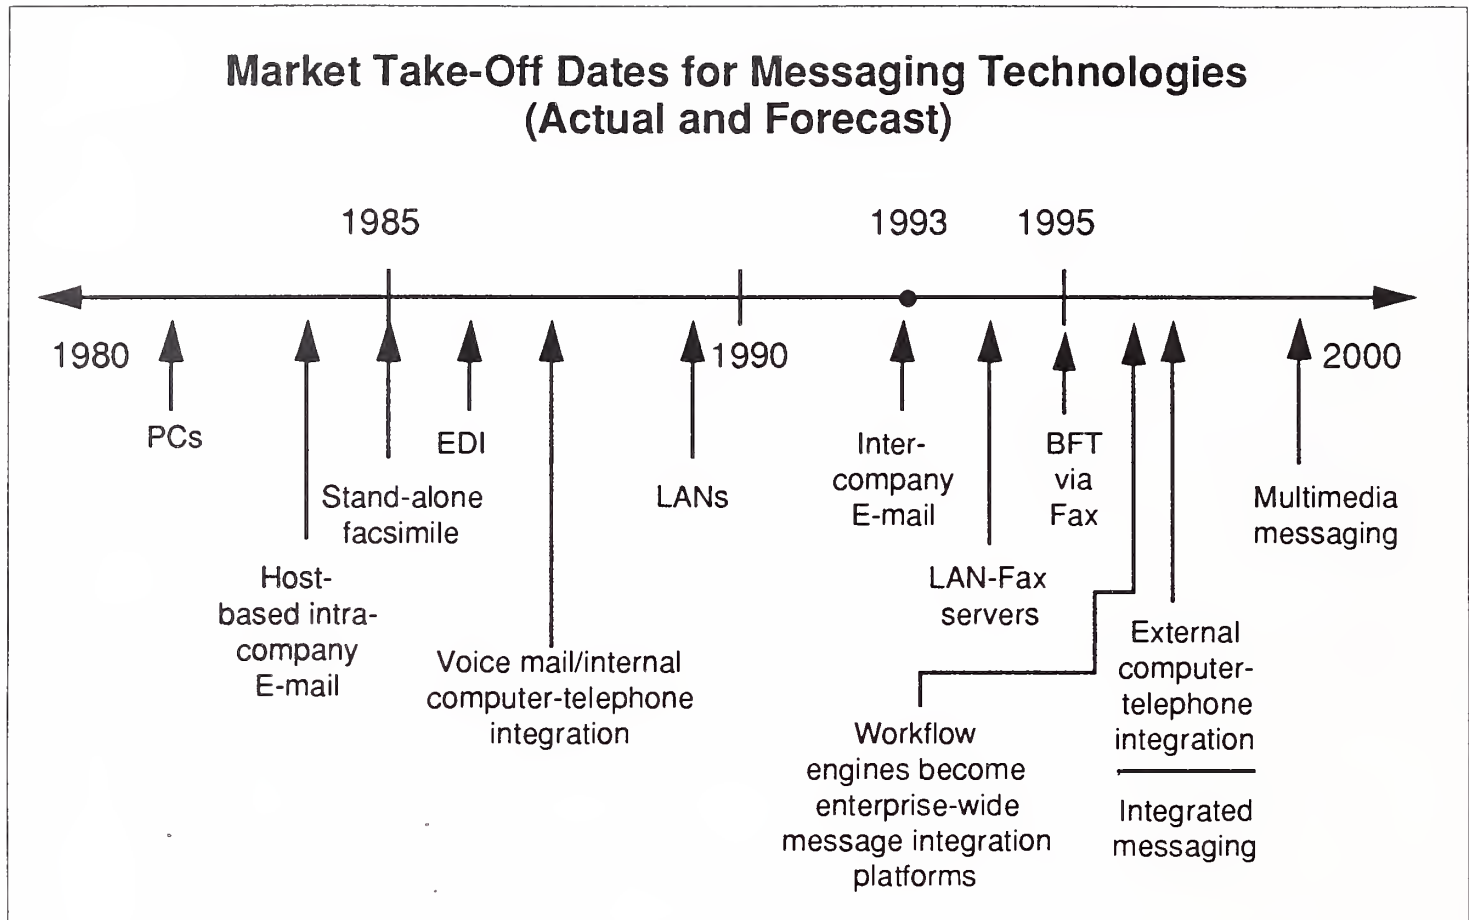 Market Take-Off Dates for Messaging Technologies
(Actual and Forecast)
1985
1993
1995
1980
1990
2000
PCs
EDI
Stand-alone
facsimile
LANs
Host-
based intra-
company
E-mail
Voice mail/internal
computer-telephone
integration
Inter-
company
E-mail
BFT
via
Fax
Multimedia
messaging
LAN-Fax
servers
Workflow
engines become
enterprise-wide
message integration
platforms
External
computer-
telephone
integration
Integrated
messaging